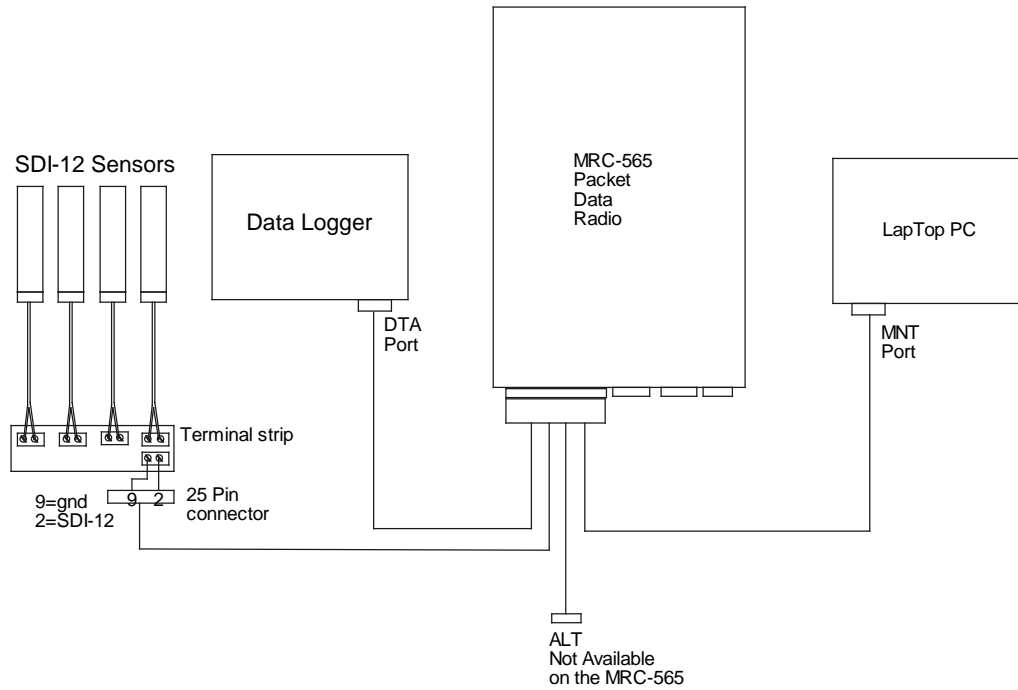 SDI-12 Sensors
Data Logger
DTA
Port
MRC-565
Packet
Data
Radio
LapTop PC
MNT
Port
Terminal strip
9 2
25 Pin
connector
9=gnd
2=SDI-12
ALT
Not Available
on the MRC-565